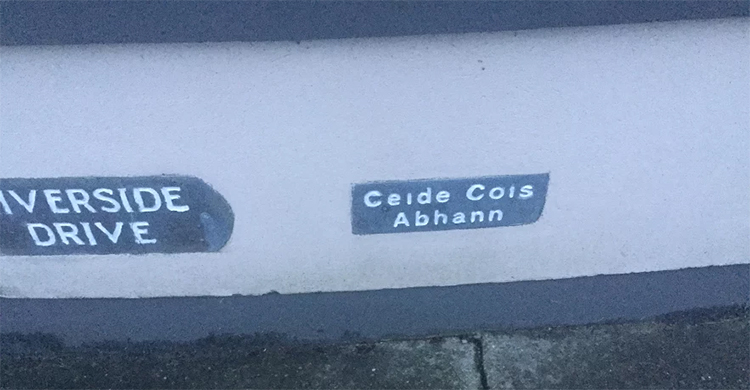 IVERSIDE
DRIVE
Ceide Cois
Abhann